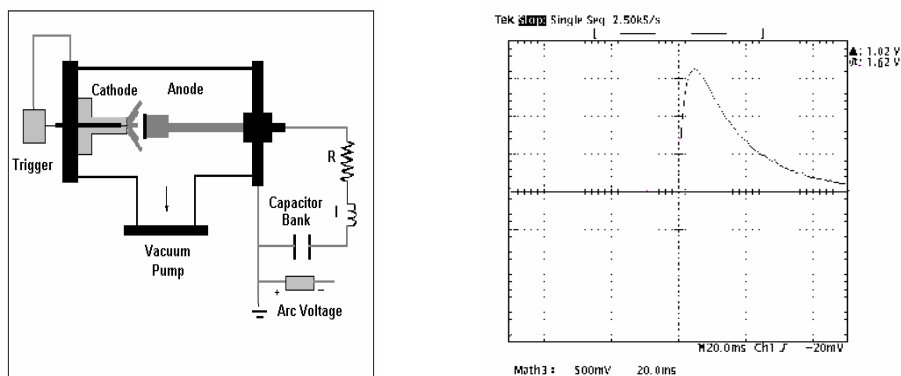 Cathode
Anode
Trigger
R
I
Capacitor
Bank
Vacuum
Pump
+ −
Arc Voltage
Tek Stop Single Seq 2.50kS/s
Δ: 1.02 V
@: 1.62 V
M20.0ms Ch1 ʃ −20mV
Math3: 500mV 20.0ms